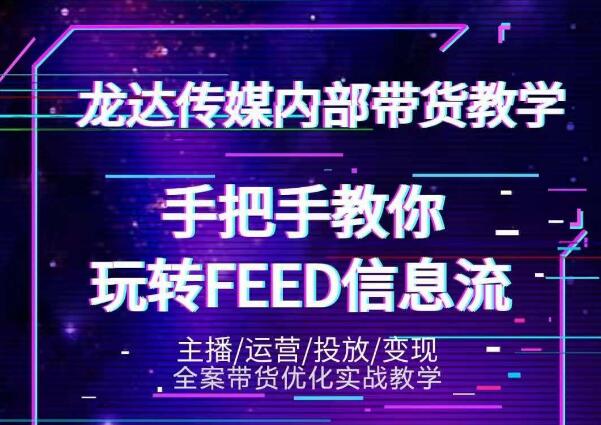 龙达传媒内部带货教学
手把手教你
玩转FEED信息流
主播/运营/投放/变现
全案带货优化实战教学